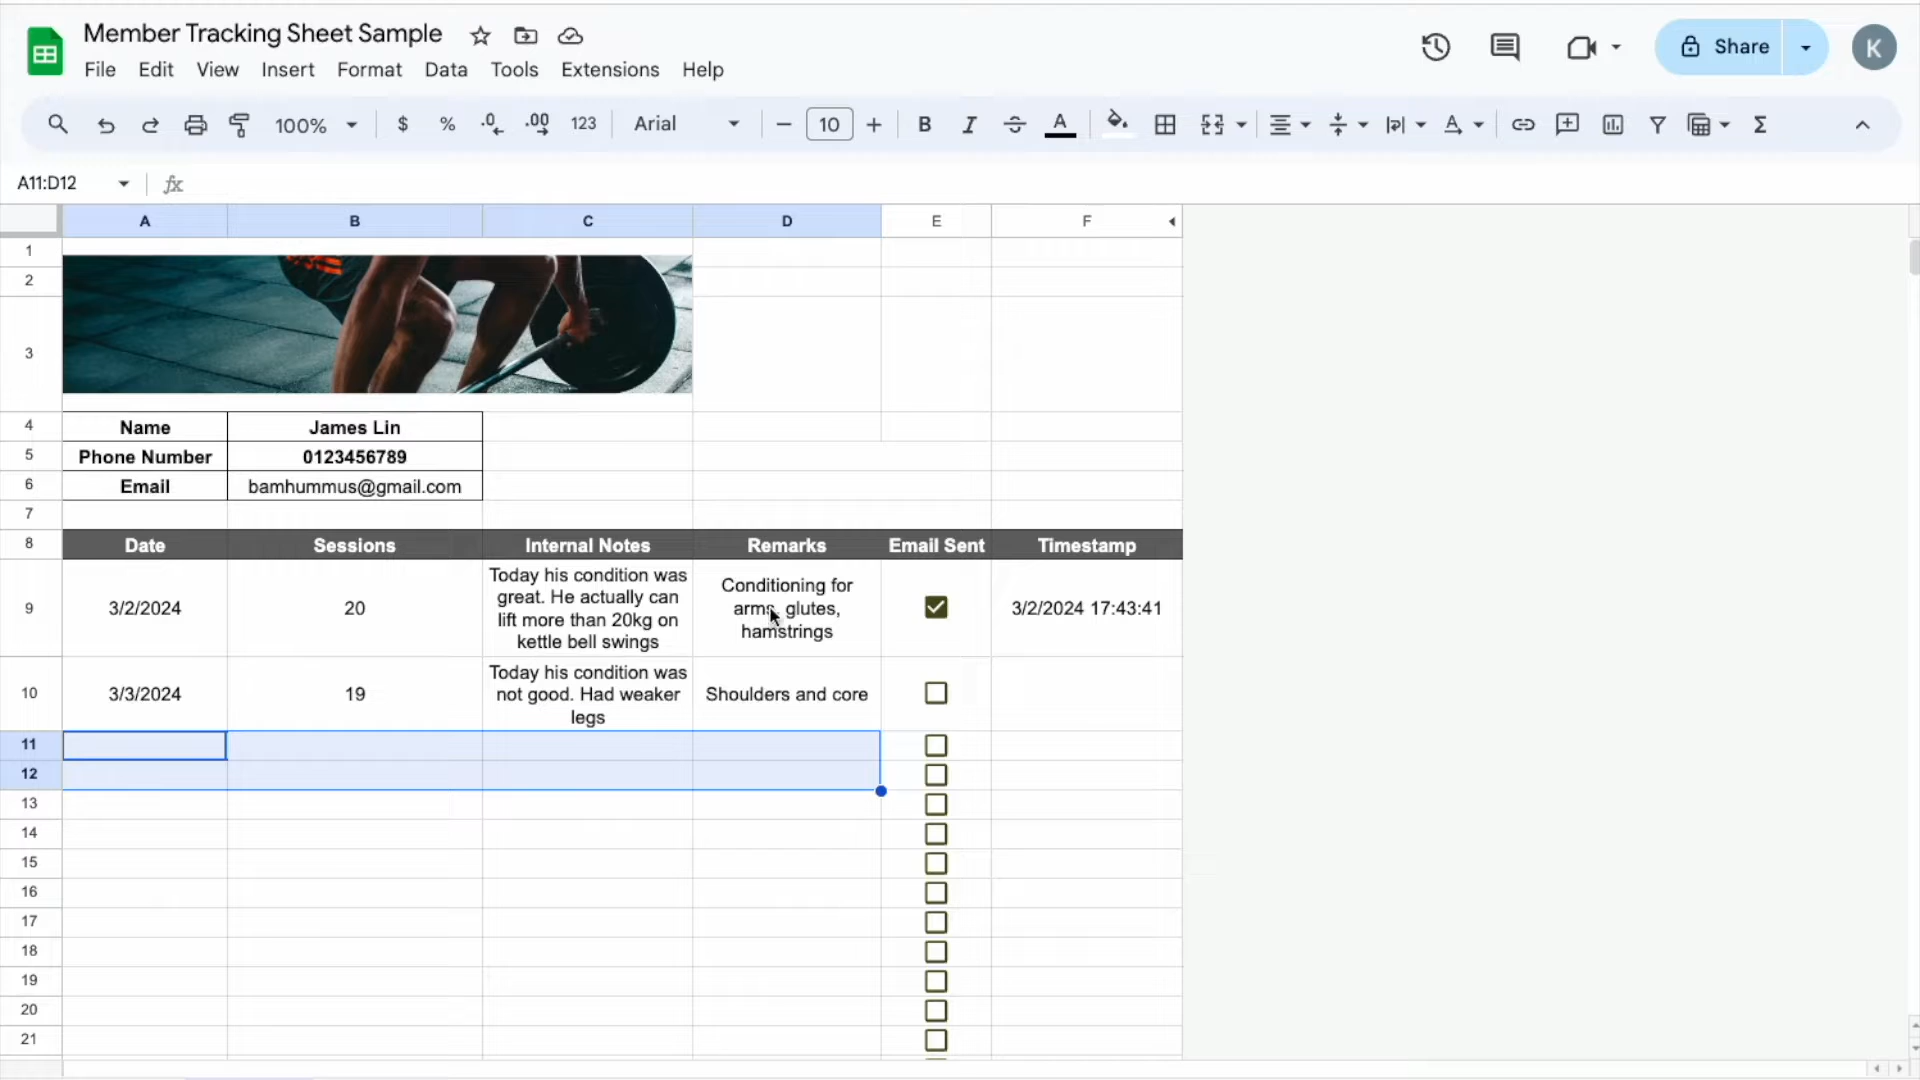 Member Tracking Sheet Sample
Share
K
File Edit View Insert Format Data Tools Extensions Help
100% $ % .0 .00 123 Arial 10 B I A A Σ
A11:D12 fx
A B C D E F
1
2
3
4 Name James Lin
5 Phone Number 0123456789
6 Email bamhummus@gmail.com
7
8 Date Sessions Internal Notes Remarks Email Sent Timestamp
Today his condition was
great. He actually can
lift more than 20kg on
kettle bell swings
Conditioning for
arms, glutes,
hamstrings
9 3/2/2024 20 3/2/2024 17:43:41
Today his condition was
not good. Had weaker
legs
10 3/3/2024 19 Shoulders and core
11
12
13
14
15
16
17
18
19
20
21